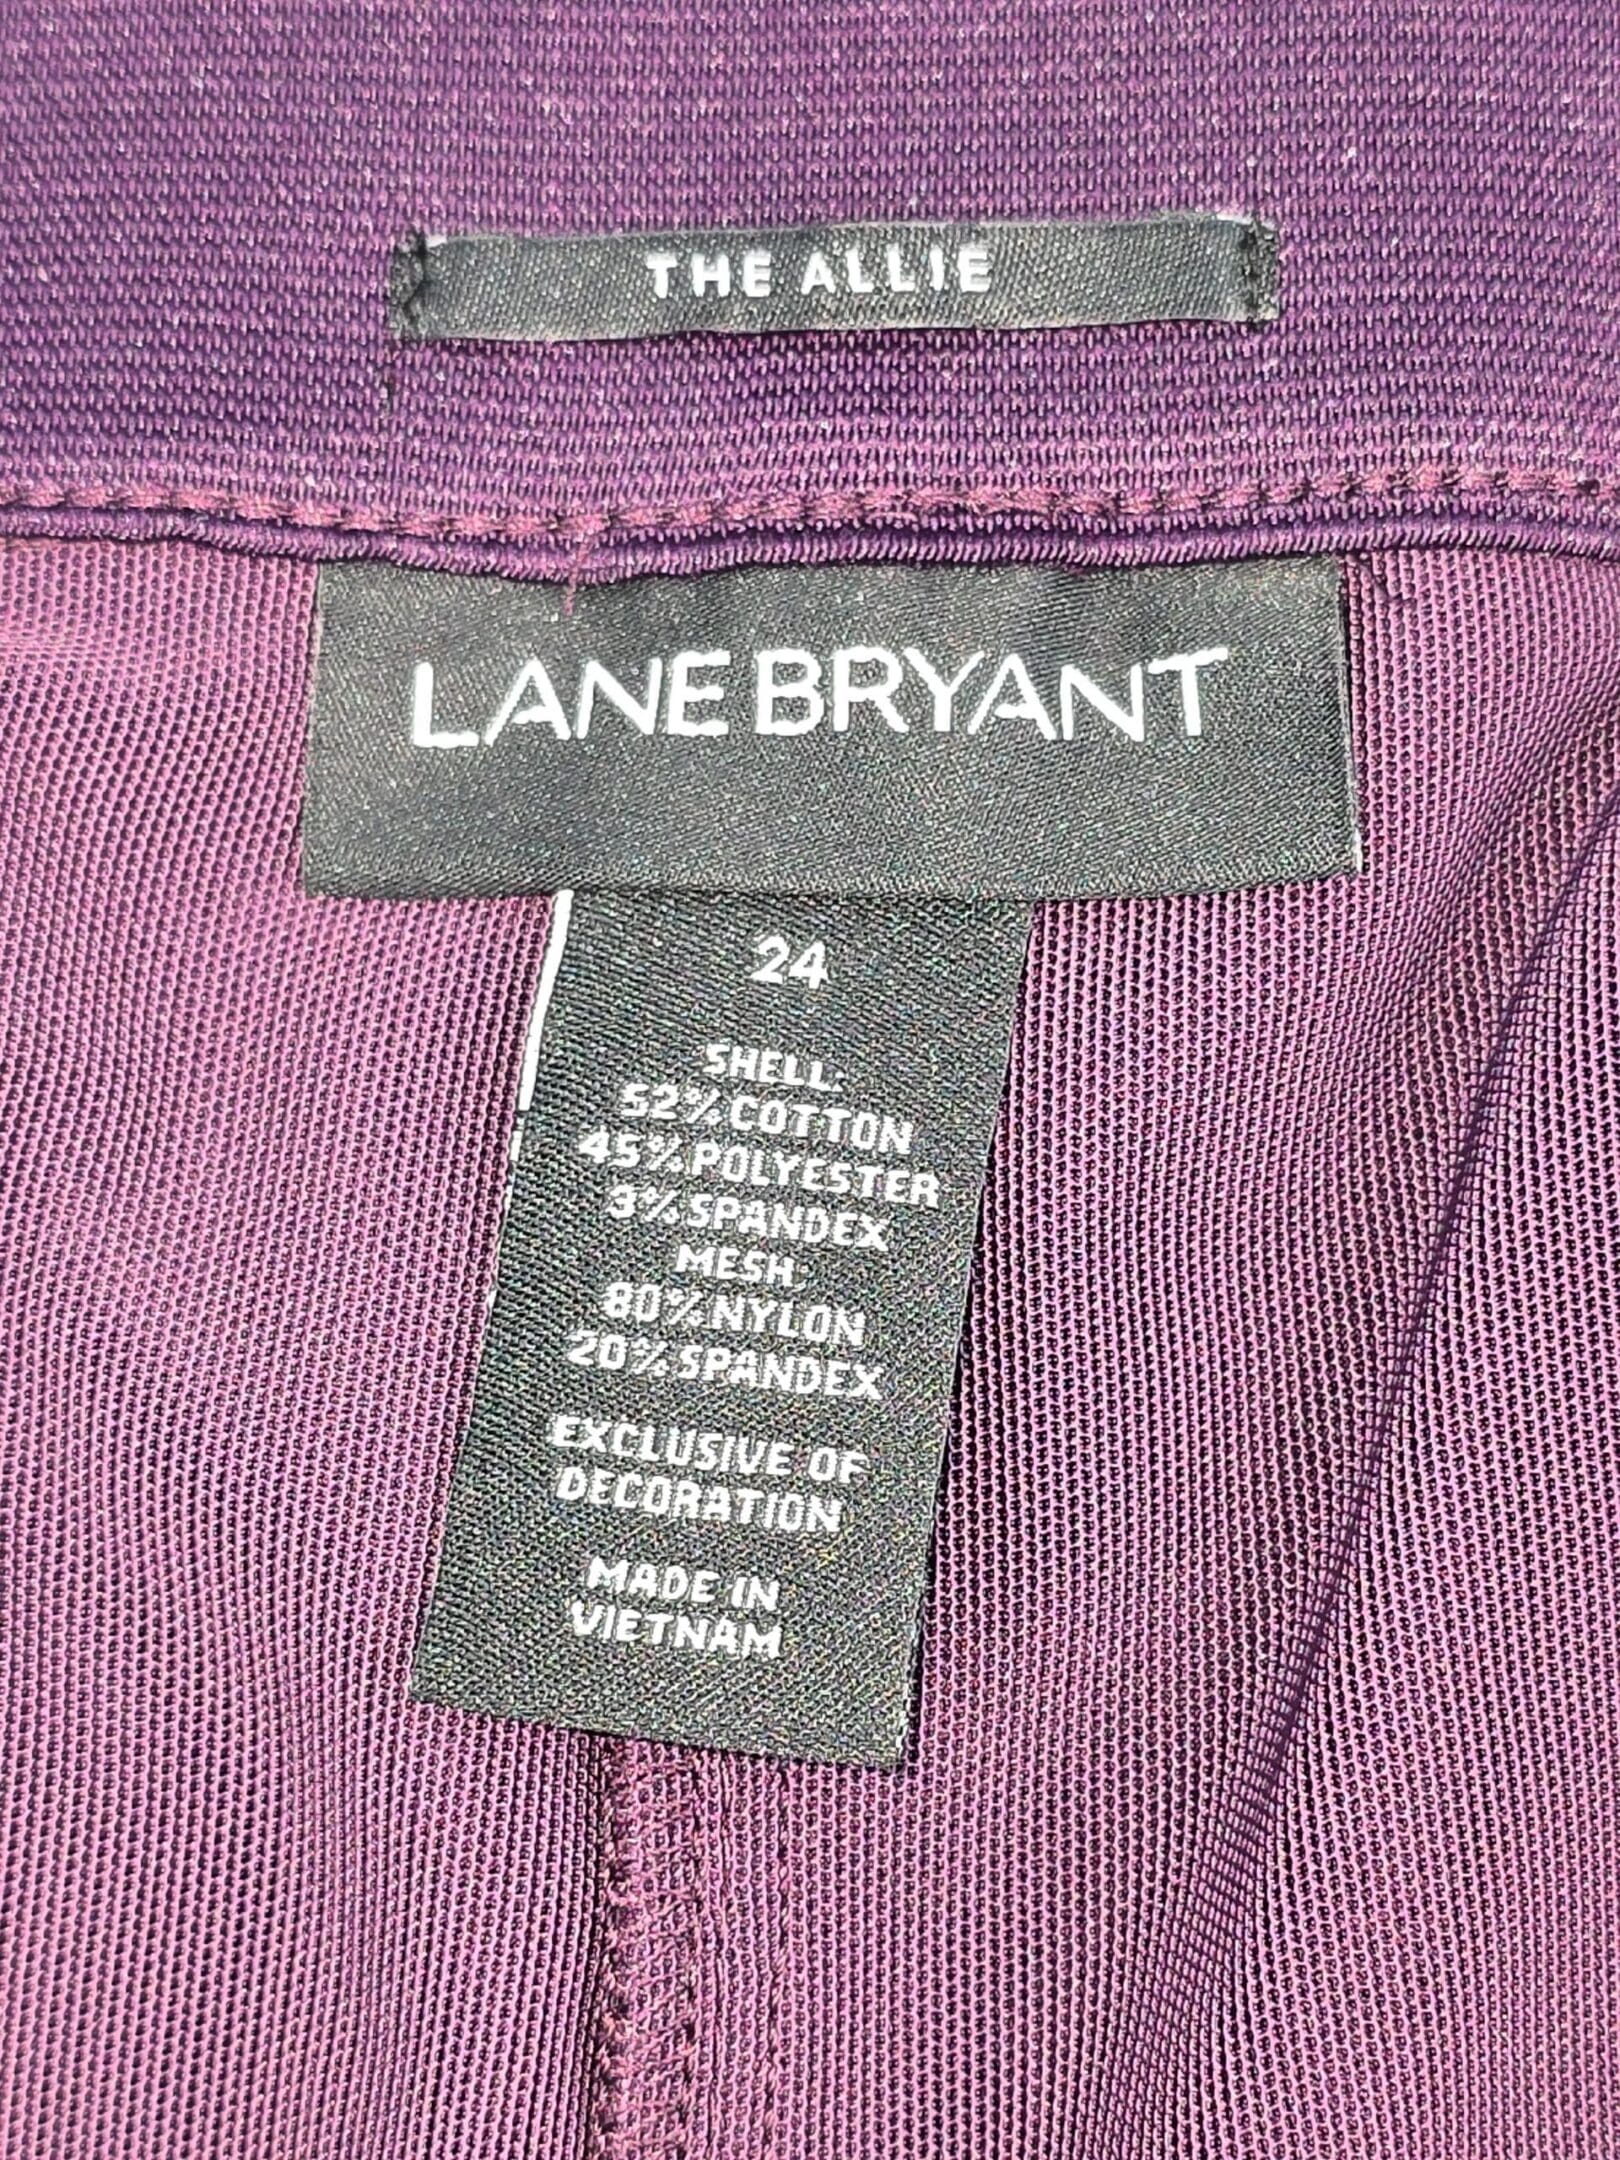 THE ALLIE
LANE BRYANT
24
SHELL:
52% COTTON
45% POLYESTER
3% SPANDEX
MESH:
80% NYLON
20% SPANDEX
EXCLUSIVE OF
DECORATION
MADE IN
VIETNAM